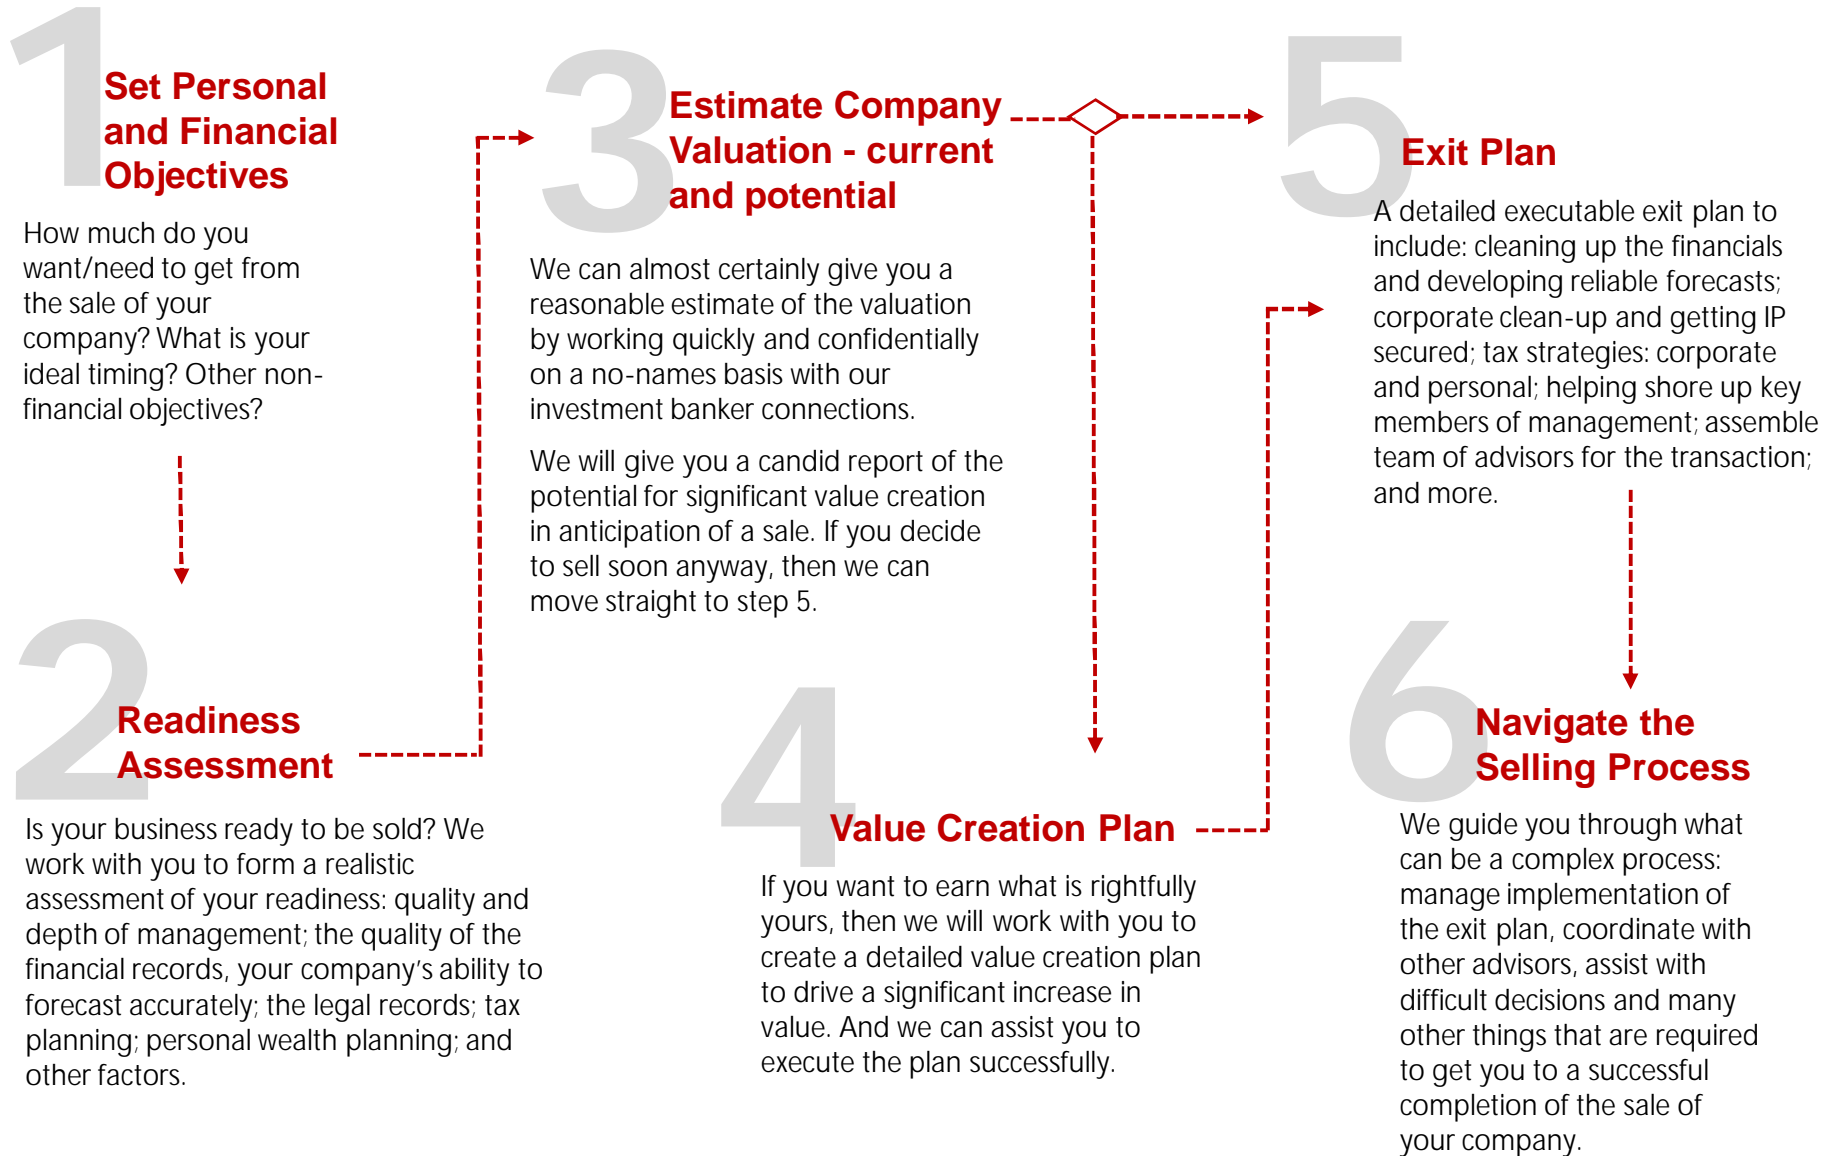 1
Set Personal
and Financial
Objectives
How much do you
want/need to get from
the sale of your
company? What is your
ideal timing? Other non-
financial objectives?
2
Readiness
Assessment
Is your business ready to be sold? We
work with you to form a realistic
assessment of your readiness: quality and
depth of management; the quality of the
financial records, your company's ability to
forecast accurately; the legal records; tax
planning; personal wealth planning; and
other factors.
3
Estimate Company
Valuation - current
and potential
We can almost certainly give you a
reasonable estimate of the valuation
by working quickly and confidentially
on a no-names basis with our
investment banker connections.
We will give you a candid report of the
potential for significant value creation
in anticipation of a sale. If you decide
to sell soon anyway, then we can
move straight to step 5.
4
Value Creation Plan
If you want to earn what is rightfully
yours, then we will work with you to
create a detailed value creation plan
to drive a significant increase in
value. And we can assist you to
execute the plan successfully.
5
Exit Plan
A detailed executable exit plan to
include: cleaning up the financials
and developing reliable forecasts;
corporate clean-up and getting IP
secured; tax strategies: corporate
and personal; helping shore up key
members of management; assemble
team of advisors for the transaction;
and more.
6
Navigate the
Selling Process
We guide you through what
can be a complex process:
manage implementation of
the exit plan, coordinate with
other advisors, assist with
difficult decisions and many
other things that are required
to get you to a successful
completion of the sale of
your company.